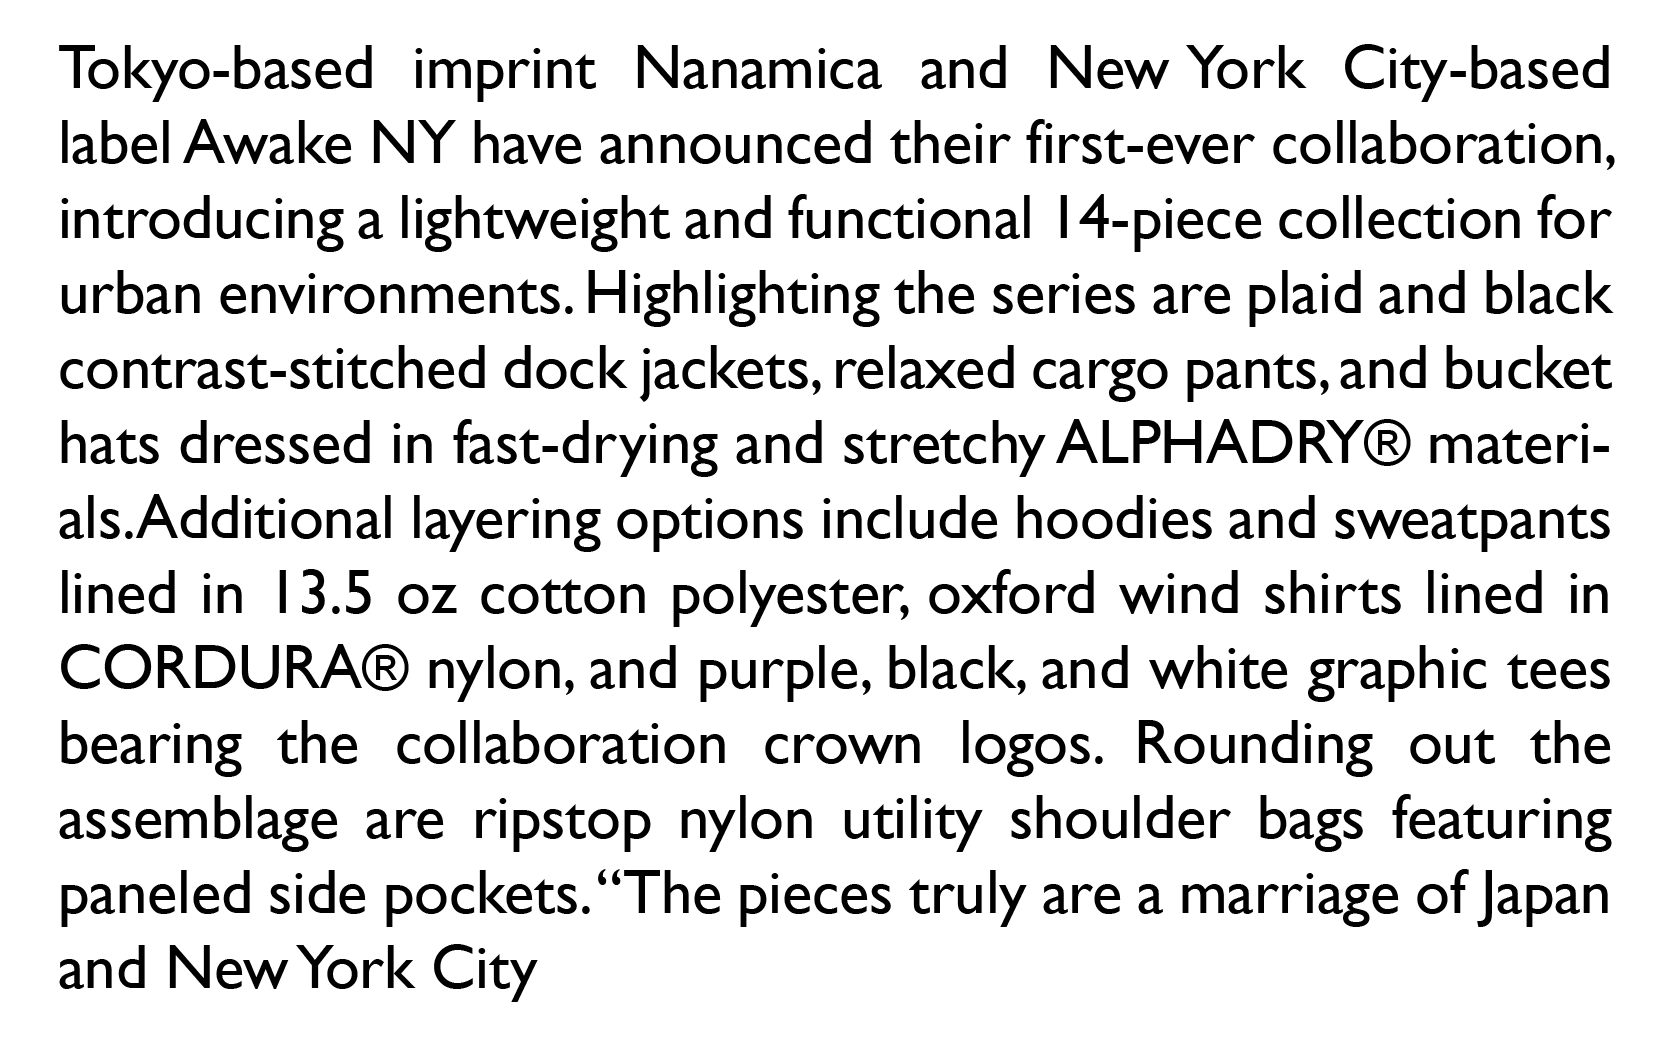 Tokyo-based imprint Nanamica and New York City-based
label Awake NY have announced their first-ever collaboration,
introducing a lightweight and functional 14-piece collection for
urban environments. Highlighting the series are plaid and black
contrast-stitched dock jackets, relaxed cargo pants, and bucket
hats dressed in fast-drying and stretchy ALPHADRY® materi-
als. Additional layering options include hoodies and sweatpants
lined in 13.5 oz cotton polyester, oxford wind shirts lined in
CORDURA® nylon, and purple, black, and white graphic tees
bearing the collaboration crown logos. Rounding out the
assemblage are ripstop nylon utility shoulder bags featuring
paneled side pockets. “The pieces truly are a marriage of Japan
and New York City